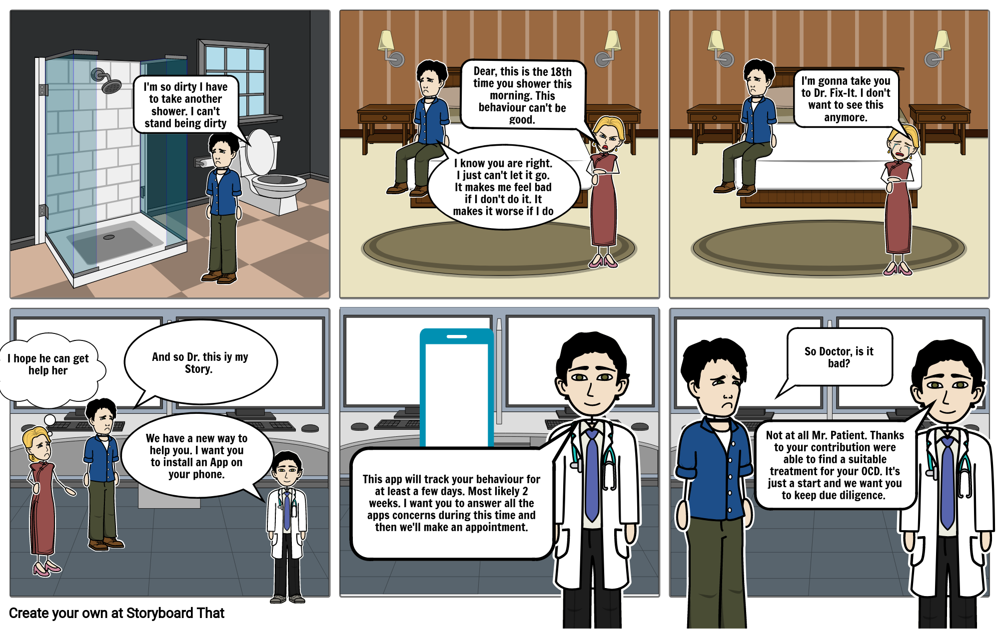 I'm so dirty I have
to take another
shower. I can't
stand being dirty
Dear, this is the 18th
time you shower this
morning. This
behaviour can't be
good.
I know you are right.
I just can't let it go.
It makes me feel bad
if I don't do it. It
makes it worse if I do
I'm gonna take you
to Dr. Fix-It. I don't
want to see this
anymore.
I hope he can get
help her
And so Dr. this iy my
Story.
We have a new way to
help you. I want you
to install an App on
your phone.
This app will track your behaviour for
at least a few days. Most likely 2
weeks. I want you to answer all the
apps concerns during this time and
then we'll make an appointment.
So Doctor, is it
bad?
Not at all Mr. Patient. Thanks
to your contribution were
able to find a suitable
treatment for your OCD. It's
just a start and we want you
to keep due diligence.
Create your own at Storyboard That